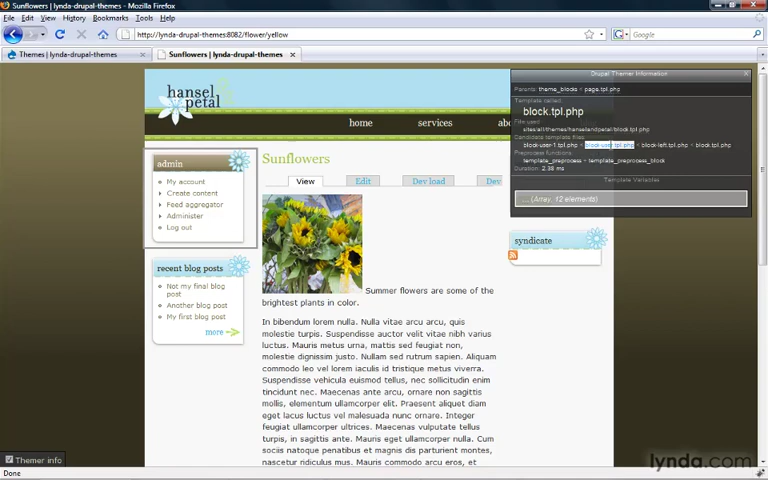 Sunflowers | lynda-drupal-themes - Mozilla Firefox
File Edit View History Bookmarks Tools Help
http://lynda-drupal-themes:8082/flower/yellow
Google
Themes | lynda-drupal-themes
Sunflowers | lynda-drupal-themes
hansel
petal
home services abo
Drupal Themer Information
Parents: theme_blocks < page.tpl.php
Template called:
block.tpl.php
File used:
sites/all/themes/hanselandpetal/block.tpl.php
Candidate template files:
block-user-1.tpl.php < block-user.tpl.php < block-left.tpl.php < block.tpl.php
Preprocess functions:
template_preprocess + template_preprocess_block
Duration: 2.38 ms
Template Variables
... (Array, 12 elements)
admin
My account
Create content
Feed aggregator
Administer
Log out
recent blog posts
Not my final blog
post
Another blog post
My first blog post
more
Sunflowers
View Edit Dev load Dev
Summer flowers are some of the
brightest plants in color.
In bibendum lorem nulla. Nulla vitae arcu arcu, quis
molestie turpis. Suspendisse auctor velit vitae nibh varius
luctus. Mauris metus urna, mattis sed feugiat non,
molestie dignissim justo. Nullam sed rutrum sapien. Aliquam
commodo leo vel lorem iaculis id tristique metus viverra.
Suspendisse vehicula euismod tellus, nec sollicitudin enim
tincidunt nec. Maecenas quam enim, facilisis nec sagittis
mollis, elementum ullamcorper elit. Praesent aliquet diam
eget lacus luctus vel malesuada nunc ornare. Integer
feugiat ullamcorper ultrices. Maecenas ullamcorper luctus
turpis, in sagittis ante. Mauris commodo ullamcorper sem. Cum
sociis natoque penatibus et magnis dis parturient montes,
nascetur ridiculus mus. Mauris commodo arcu eros, et
syndicate
Themer info
lynda.com
Done